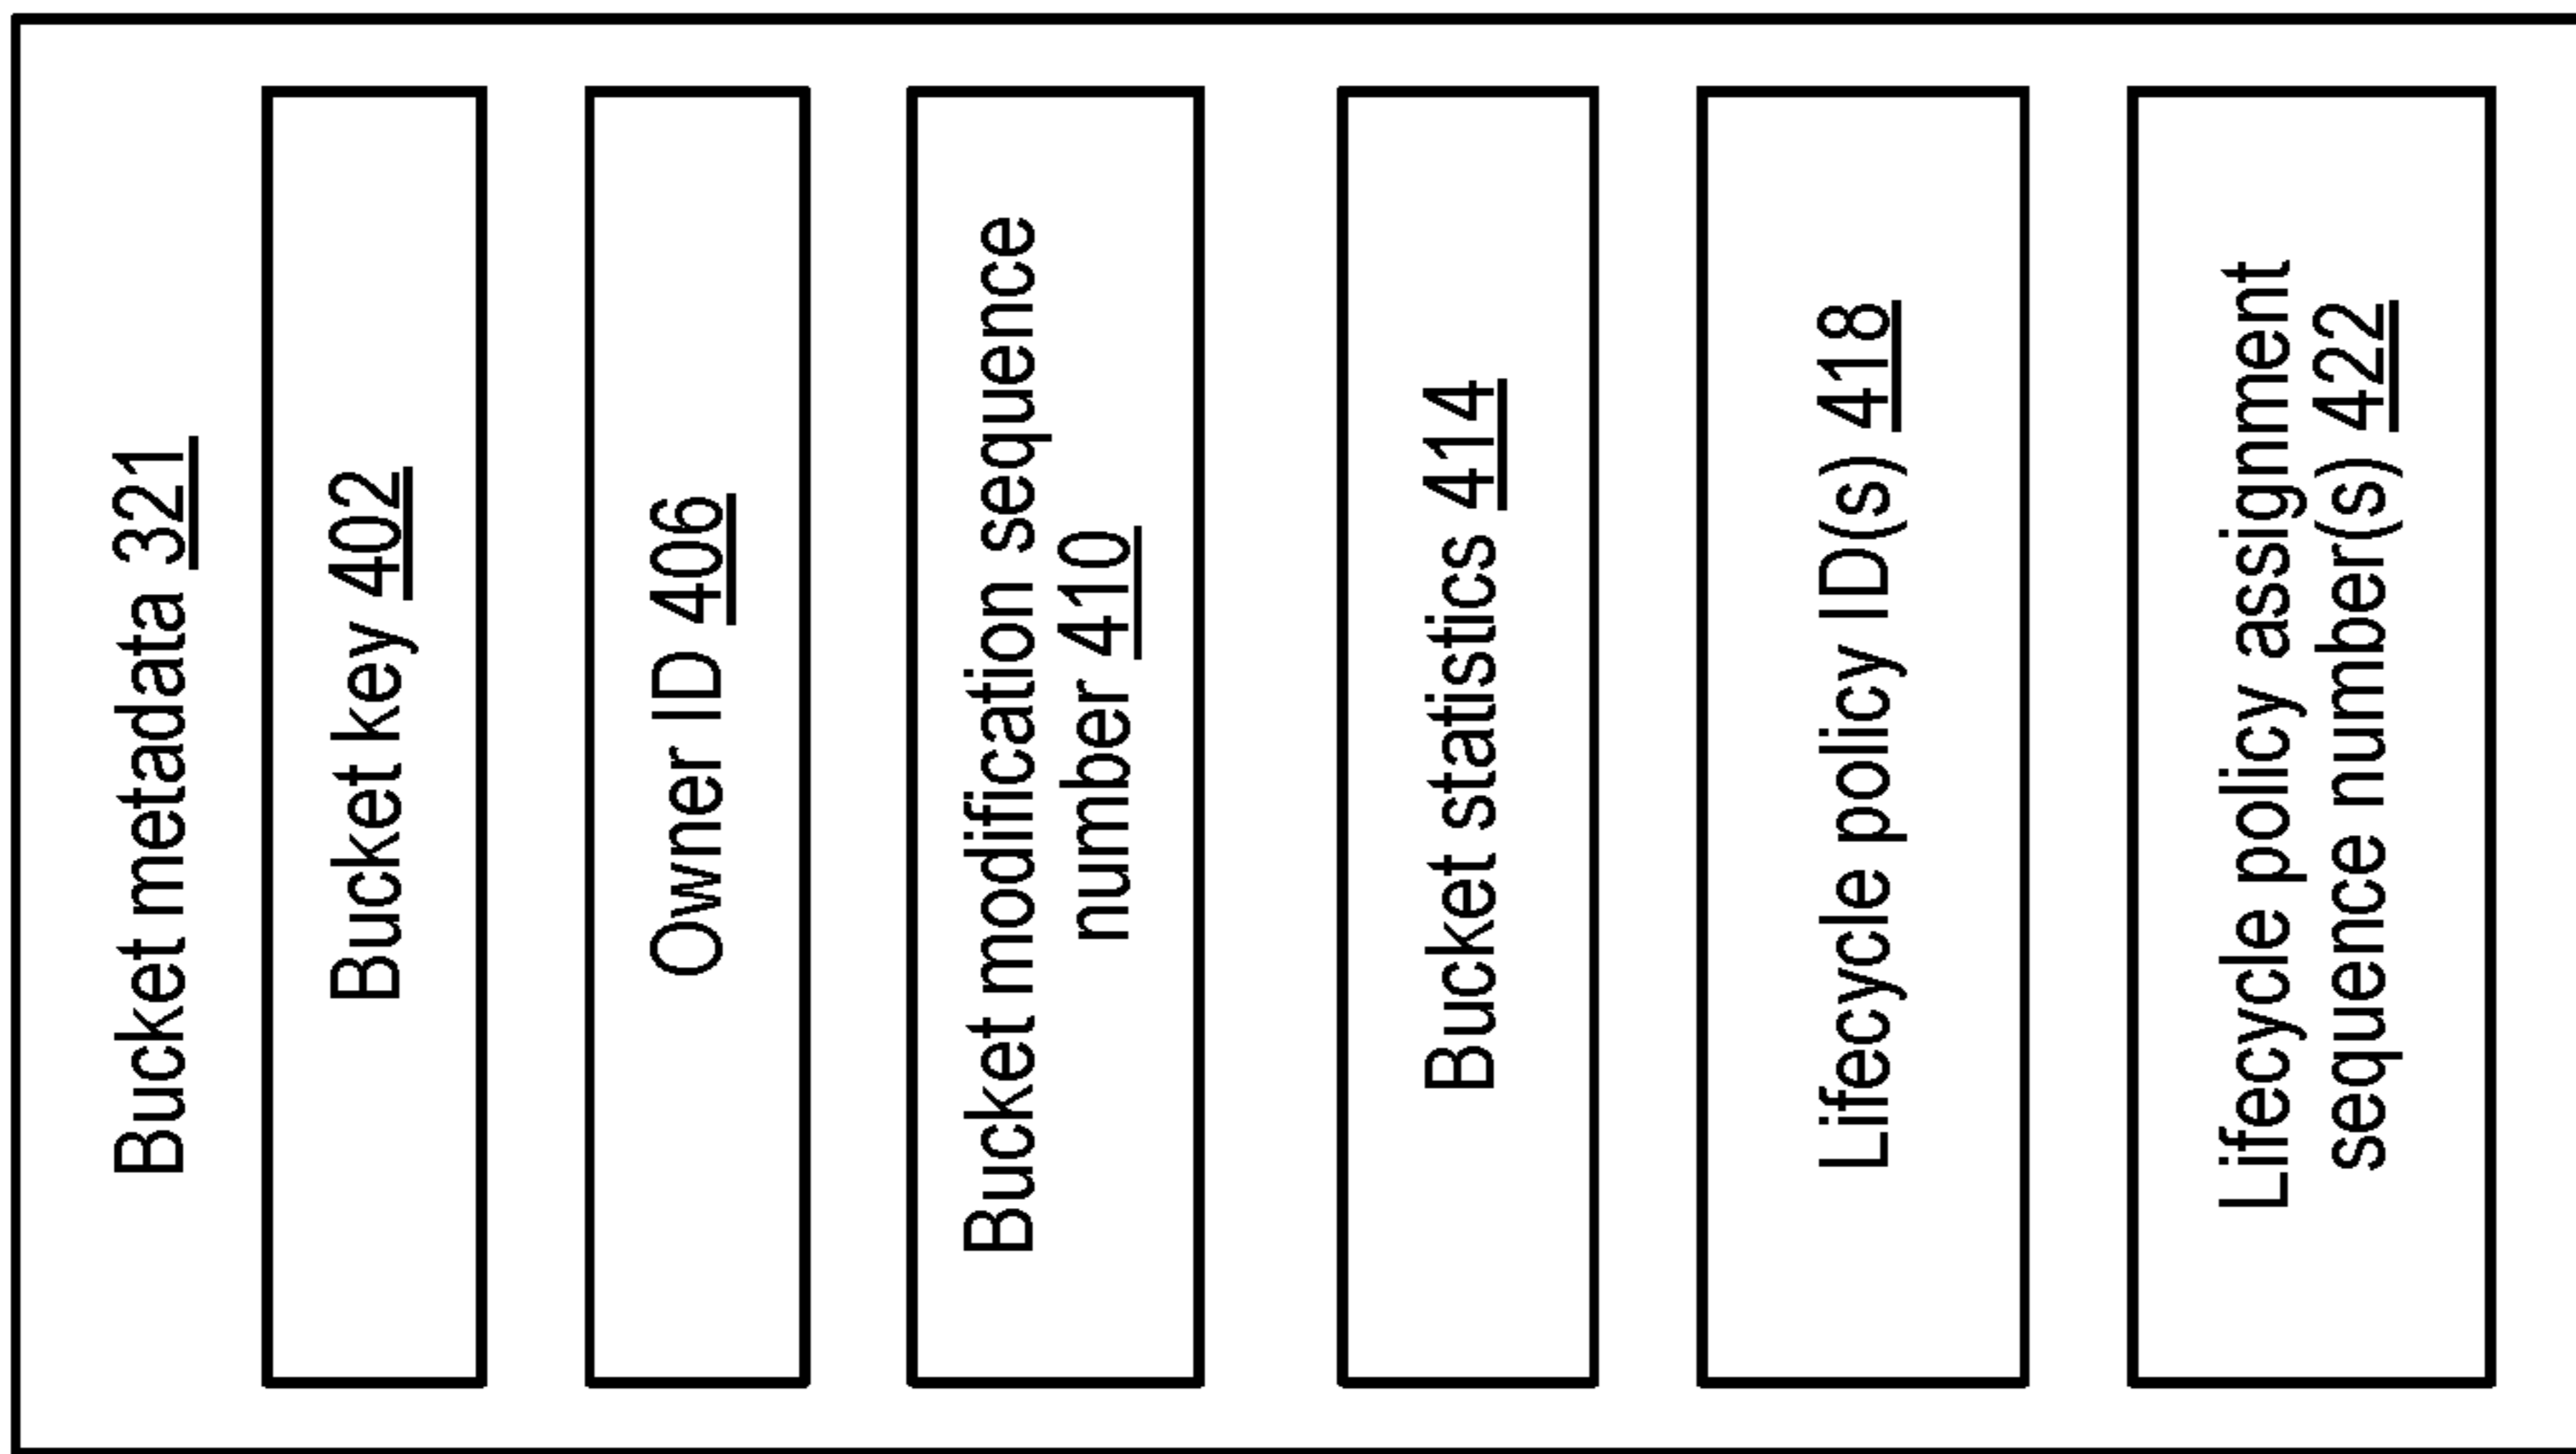 Bucket metadata 321
Bucket key 402
Owner ID 406
Bucket modification sequence
number 410
Bucket statistics 414
Lifecycle policy ID(s) 418
Lifecycle policy assignment
sequence number(s) 422